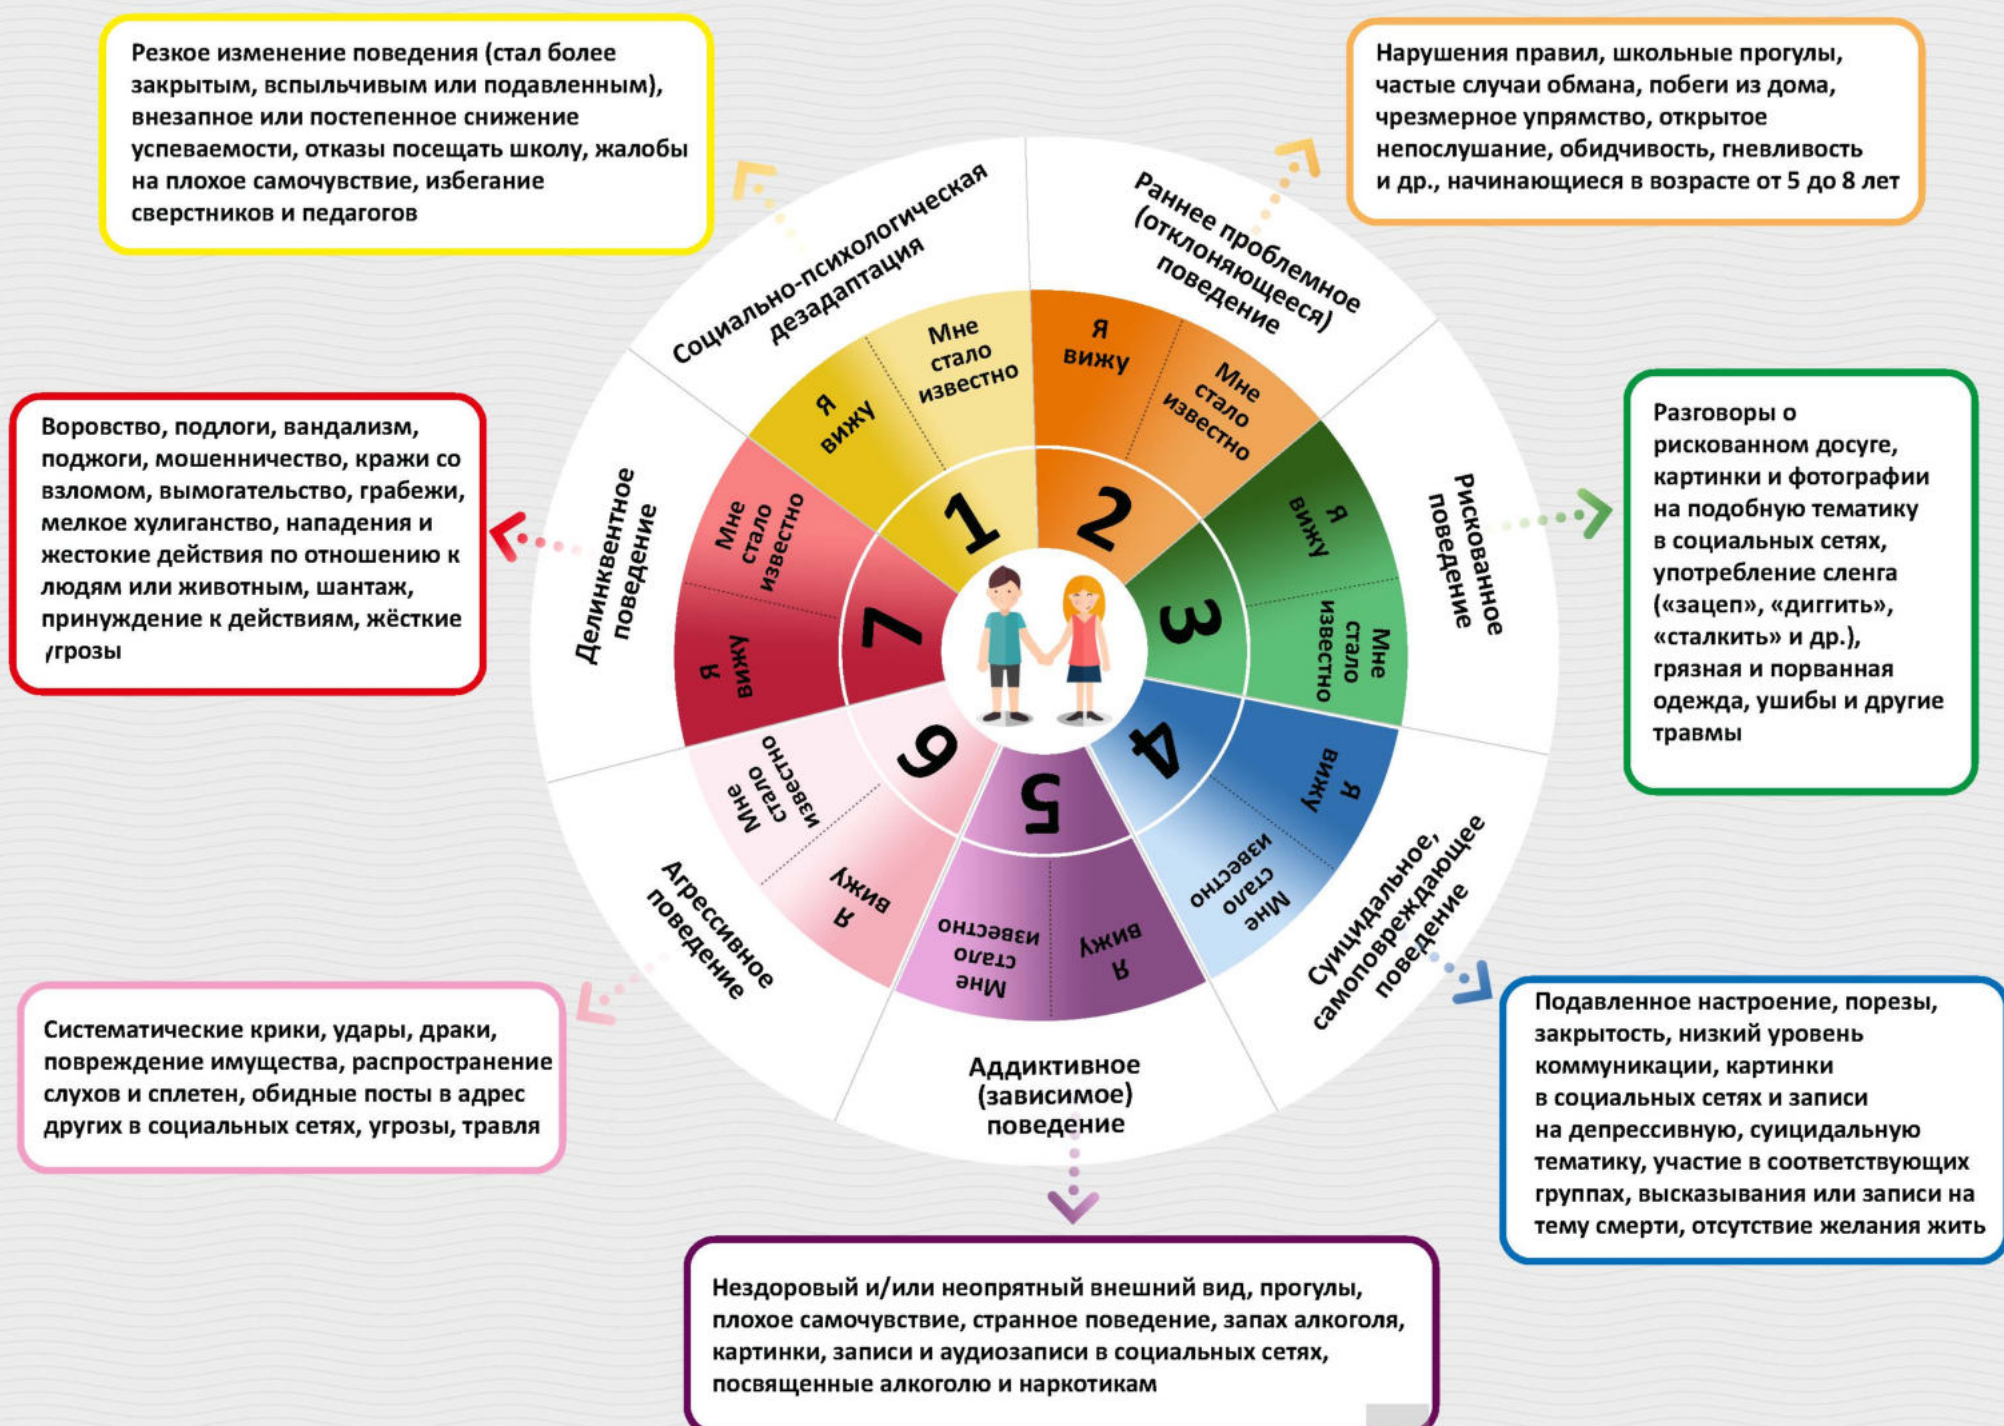 Резкое изменение поведения (стал более
закрытым, вспыльчивым или подавленным),
внезапное или постепенное снижение
успеваемости, отказы посещать школу, жалобы
на плохое самочувствие, избегание
сверстников и педагогов
Нарушения правил, школьные прогулы,
частые случаи обмана, побеги из дома,
чрезмерное упрямство, открытое
непослушание, обидчивость, гневливость
и др., начинающиеся в возрасте от 5 до 8 лет
Социально-психологическая
дезадаптация
Я
вижу
Мне
стало
известно
1
Раннее проблемное
(отклоняющееся)
поведение
Я
вижу
Мне
стало
известно
2
Рискованное
поведение
Я
вижу
Мне
стало
известно
3
Разговоры о
рискованном досуге,
картинки и фотографии
на подобную тематику
в социальных сетях,
употребление сленга
(«зацеп», «диггить»,
«сталкить» и др.),
грязная и порванная
одежда, ушибы и другие
травмы
Суицидальное,
самоповреждающее
поведение
Я
вижу
Мне
стало
известно
4
Подавленное настроение, порезы,
закрытость, низкий уровень
коммуникации, картинки
в социальных сетях и записи
на депрессивную, суицидальную
тематику, участие в соответствующих
группах, высказывания или записи на
тему смерти, отсутствие желания жить
5
Я
вижу
Мне
стало
известно
Аддиктивное
(зависимое)
поведение
Нездоровый и/или неопрятный внешний вид, прогулы,
плохое самочувствие, странное поведение, запах алкоголя,
картинки, записи и аудиозаписи в социальных сетях,
посвященные алкоголю и наркотикам
6
Я
вижу
Мне
стало
известно
Агрессивное
поведение
Систематические крики, удары, драки,
повреждение имущества, распространение
слухов и сплетен, обидные посты в адрес
других в социальных сетях, угрозы, травля
7
Я
вижу
Мне
стало
известно
Делинквентное
поведение
Воровство, подлоги, вандализм,
поджоги, мошенничество, кражи со
взломом, вымогательство, грабежи,
мелкое хулиганство, нападения и
жестокие действия по отношению к
людям или животным, шантаж,
принуждение к действиям, жёсткие
угрозы